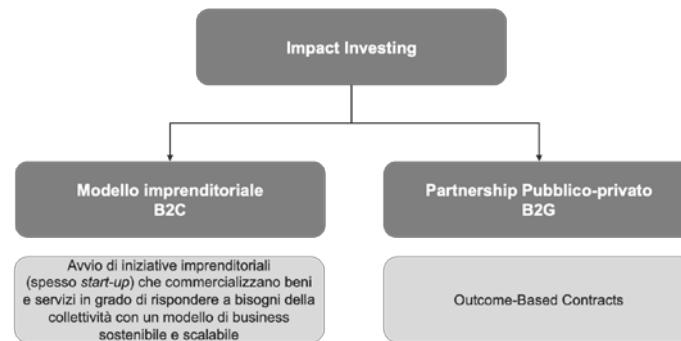 Impact Investing
Modello imprenditoriale
B2C
Partnership Pubblico-privato
B2G
Avvio di iniziative imprenditoriali
(spesso start-up) che commercializzano beni
e servizi in grado di rispondere a bisogni della
collettività con un modello di business
sostenibile e scalabile
Outcome-Based Contracts